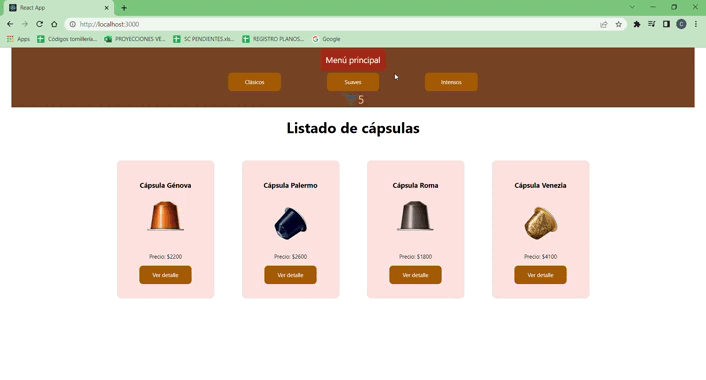 React App
http://localhost:3000
Apps
Códigos tornilleria...
PROYECCIONES VE...
SC PENDIENTES.xls...
REGISTRO PLANOS...
Google
Menú principal
Clásicos
Suaves
Intensos
5
Listado de cápsulas
Cápsula Génova
Cápsula Palermo
Cápsula Roma
Cápsula Venezia
Precio: $2200
Precio: $2600
Precio: $1800
Precio: $4100
Ver detalle
Ver detalle
Ver detalle
Ver detalle